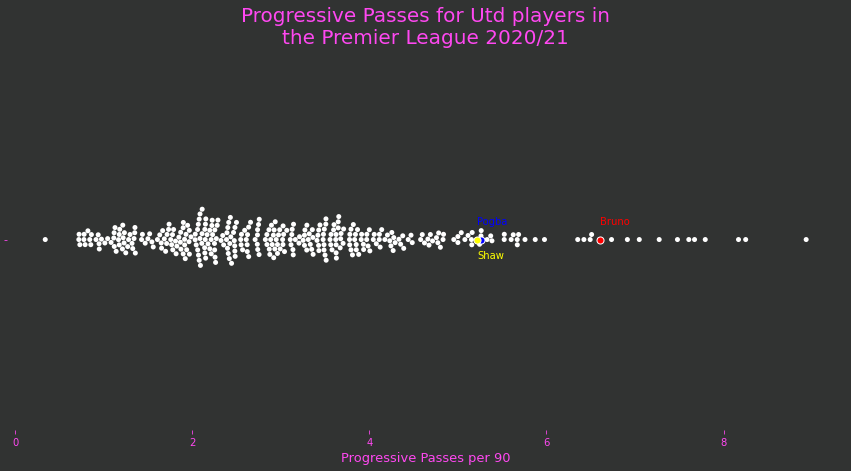 Progressive Passes for Utd players in
the Premier League 2020/21
Pogba
Bruno
Shaw
0 2 4 6 8
Progressive Passes per 90